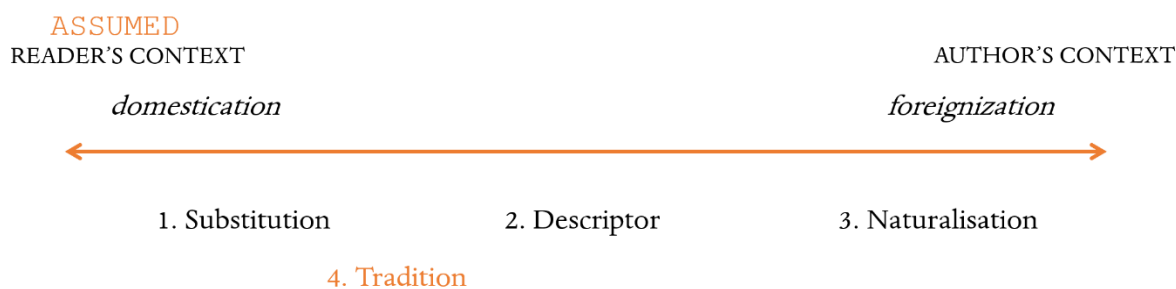 ASSUMED
READER’S CONTEXT AUTHOR’S CONTEXT
domestication foreignization
1. Substitution 2. Descriptor 3. Naturalisation
4. Tradition